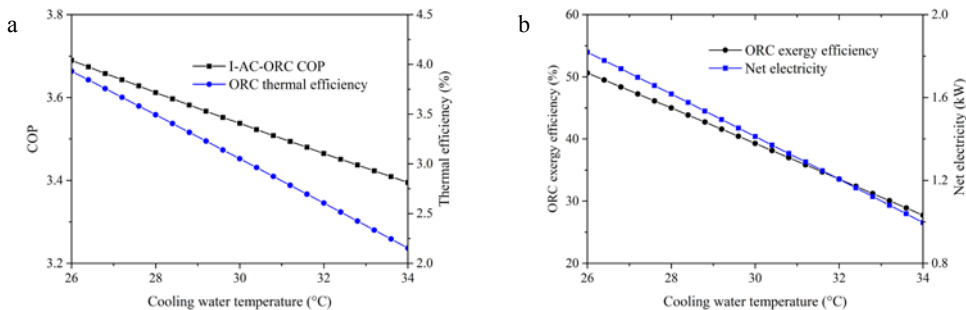 a
3.8
3.6
3.4
3.2
COP
4.5
4.0
3.5
3.0
2.5
2.0
Thermal efficiency (%)
I-AC-ORC COP
ORC thermal efficiency
26 28 30 32 34
Cooling water temperature (°C)
b
60
50
40
30
20
ORC exergy efficiency (%)
2.0
1.6
1.2
0.8
Net electricity (kW)
ORC exergy efficiency
Net electricity
26 28 30 32 34
Cooling water temperature (°C)